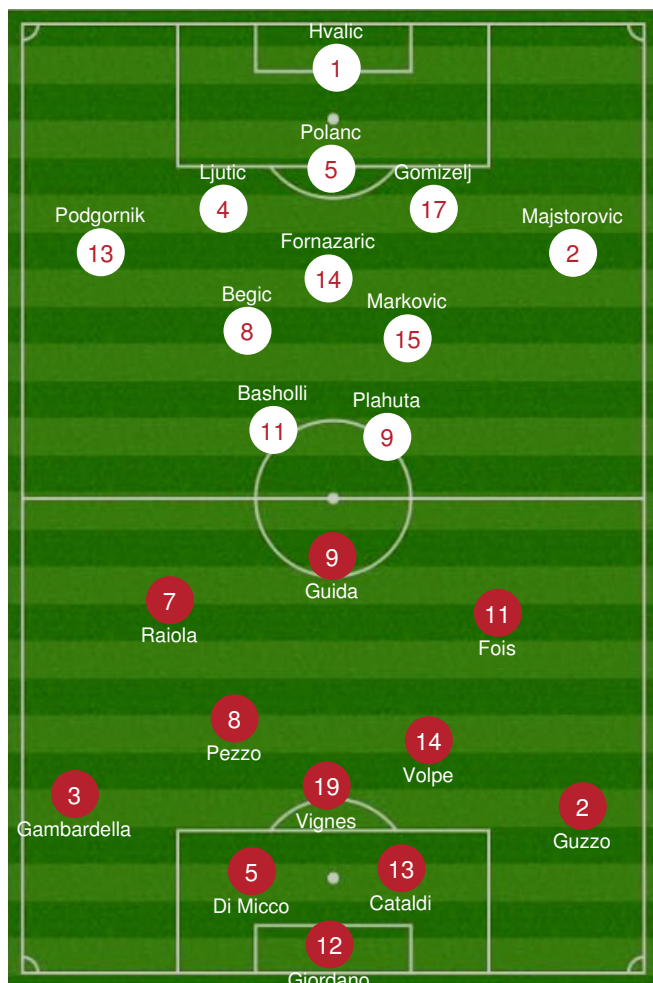 Hvalic
1
Polanc
5
Ljutic
4
Gomizelj
17
Podgornik
13
Majstorovic
2
Fornazaric
14
Begic
8
Markovic
15
Basholli
11
Plahuta
9
9
Guida
7
Raiola
11
Fois
8
Pezzo
14
Volpe
19
Vignes
3
Gambardella
2
Guzzo
5
Di Micco
13
Cataldi
12
Giordano